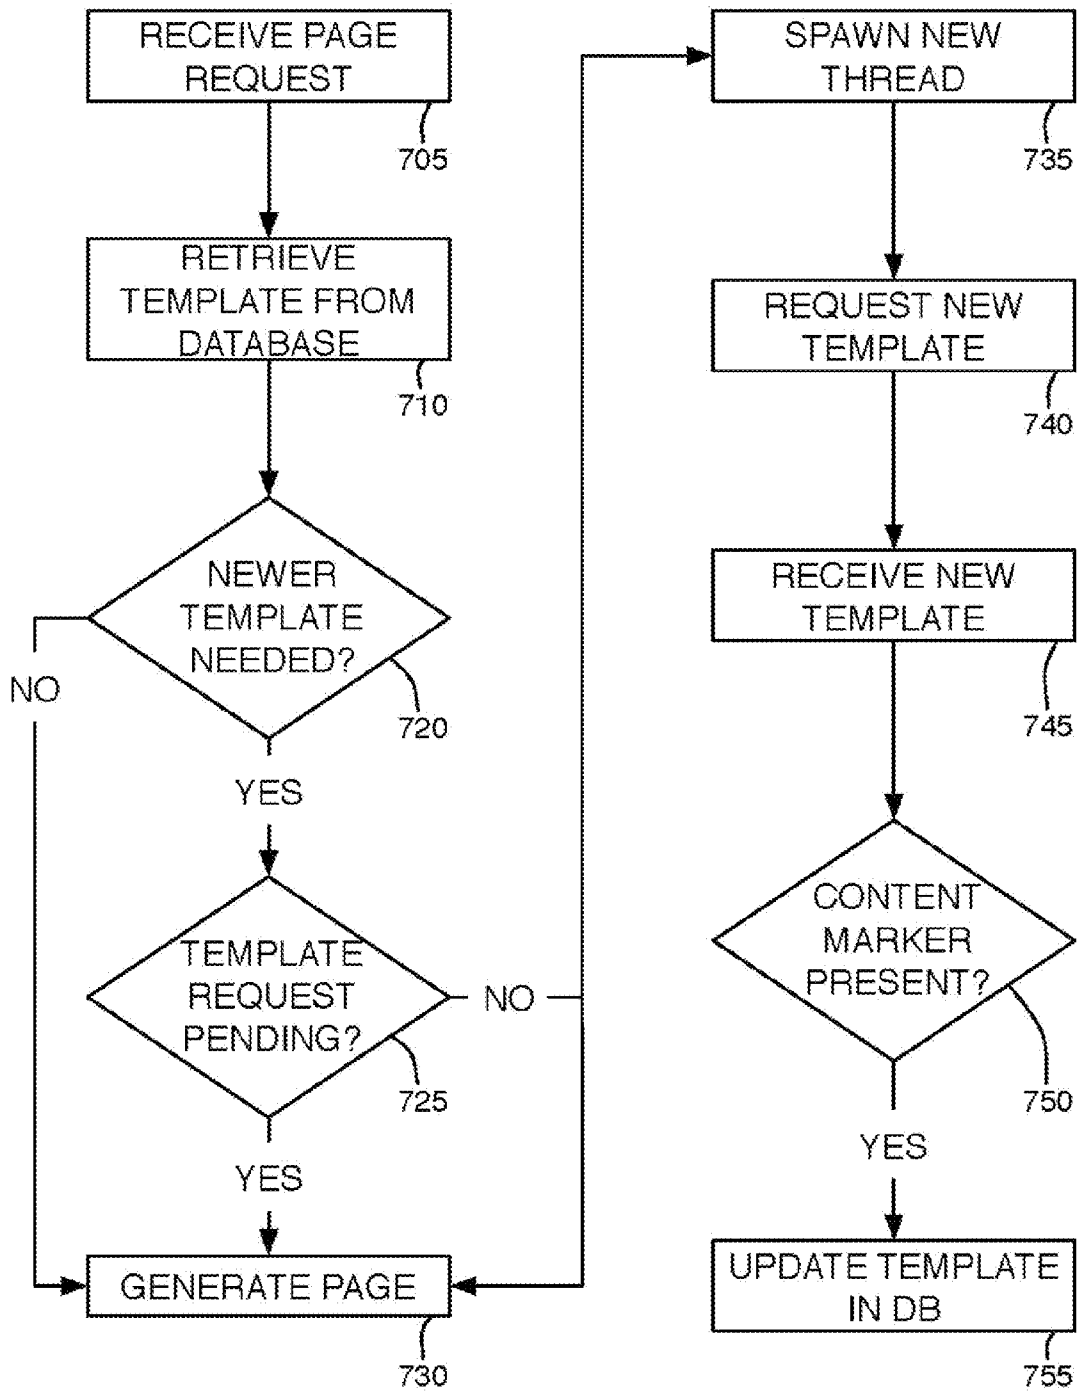 RECEIVE PAGE
REQUEST
705
RETRIEVE
TEMPLATE FROM
DATABASE
710
NEWER
TEMPLATE
NEEDED?
720
NO
YES
TEMPLATE
REQUEST
PENDING?
725
NO
YES
GENERATE PAGE
730
SPAWN NEW
THREAD
735
REQUEST NEW
TEMPLATE
740
RECEIVE NEW
TEMPLATE
745
CONTENT
MARKER
PRESENT?
750
YES
UPDATE TEMPLATE
IN DB
755